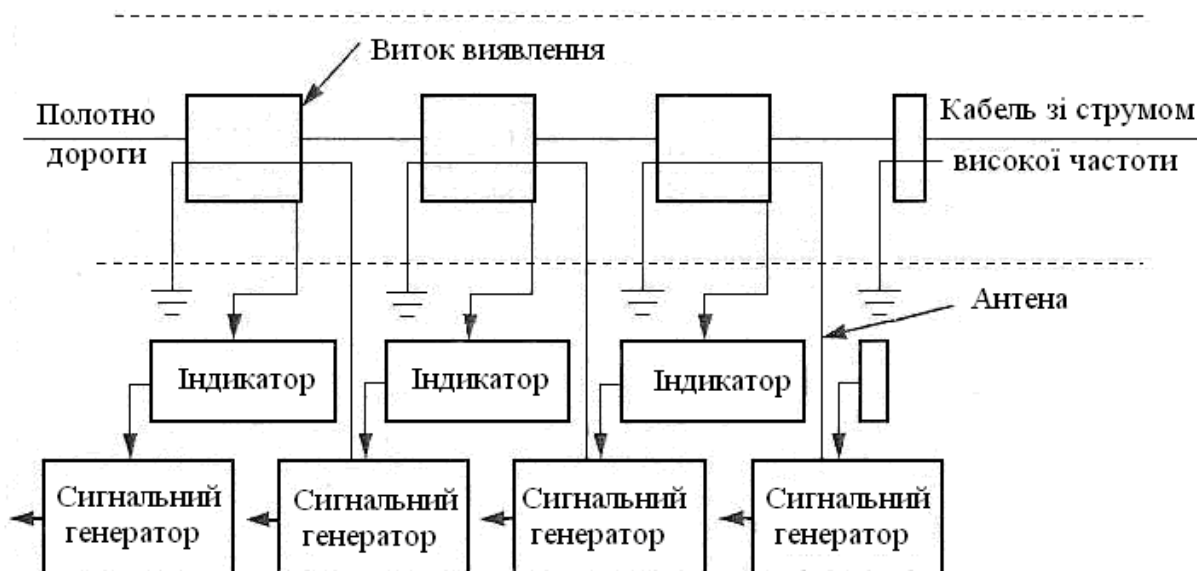 Виток виявлення
Полотно
дороги
Кабель зі струмом
високої частоти
Антена
Індикатор
Індикатор
Індикатор
Сигнальний
генератор
Сигнальний
генератор
Сигнальний
генератор
Сигнальний
генератор